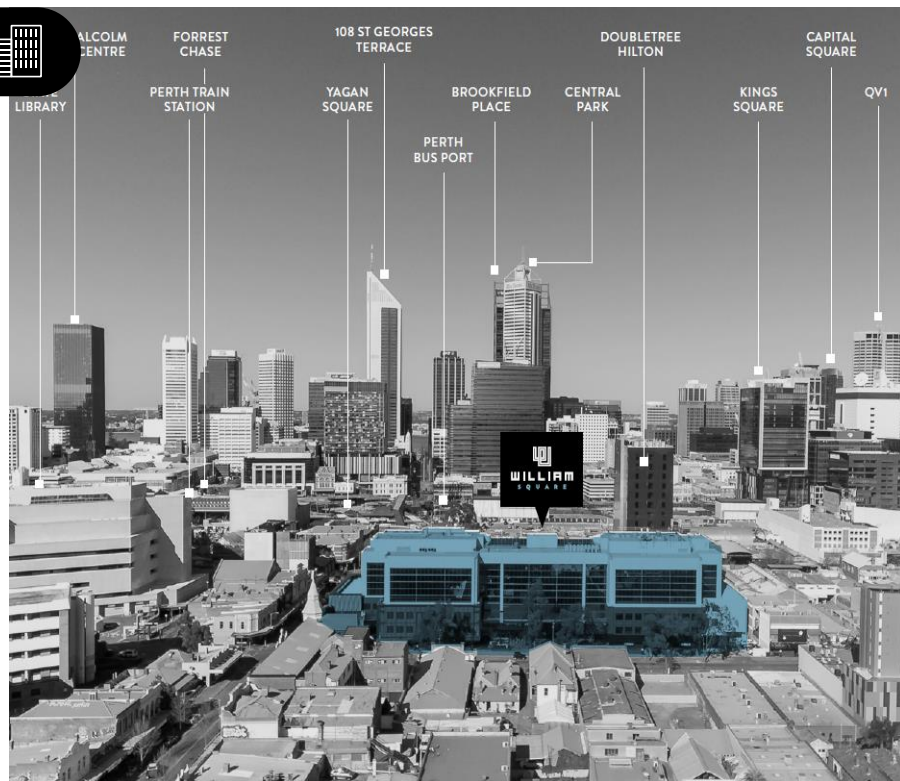 ALCOLM
CENTRE
FORREST
CHASE
108 ST GEORGES
TERRACE
DOUBLETREE
HILTON
CAPITAL
SQUARE
LIBRARY
PERTH TRAIN
STATION
YAGAN
SQUARE
BROOKFIELD
PLACE
CENTRAL
PARK
KINGS
SQUARE
QV1
PERTH
BUS PORT
WILLIAM
SQUARE